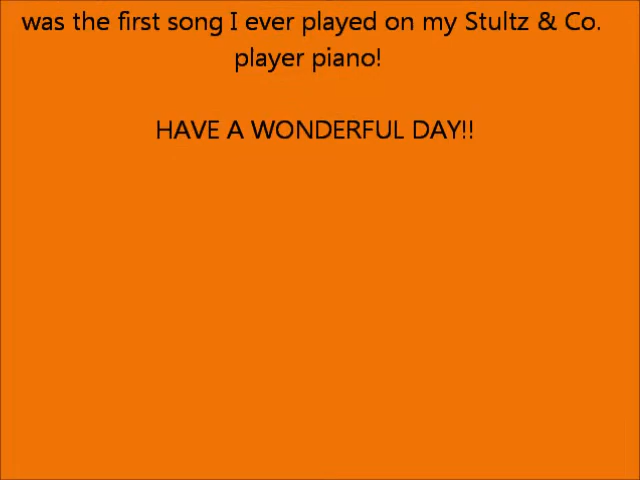 was the first song I ever played on my Stultz & Co.
player piano!
HAVE A WONDERFUL DAY!!